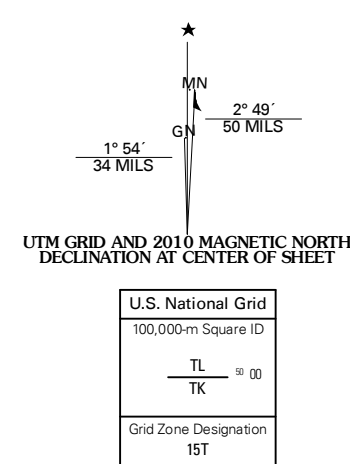 ★
MN
GN
2° 49´
50 MILS
1° 54´
34 MILS
UTM GRID AND 2010 MAGNETIC NORTH
DECLINATION AT CENTER OF SHEET
U.S. National Grid
100,000-m Square ID
TL
50 00
TK
Grid Zone Designation
15T